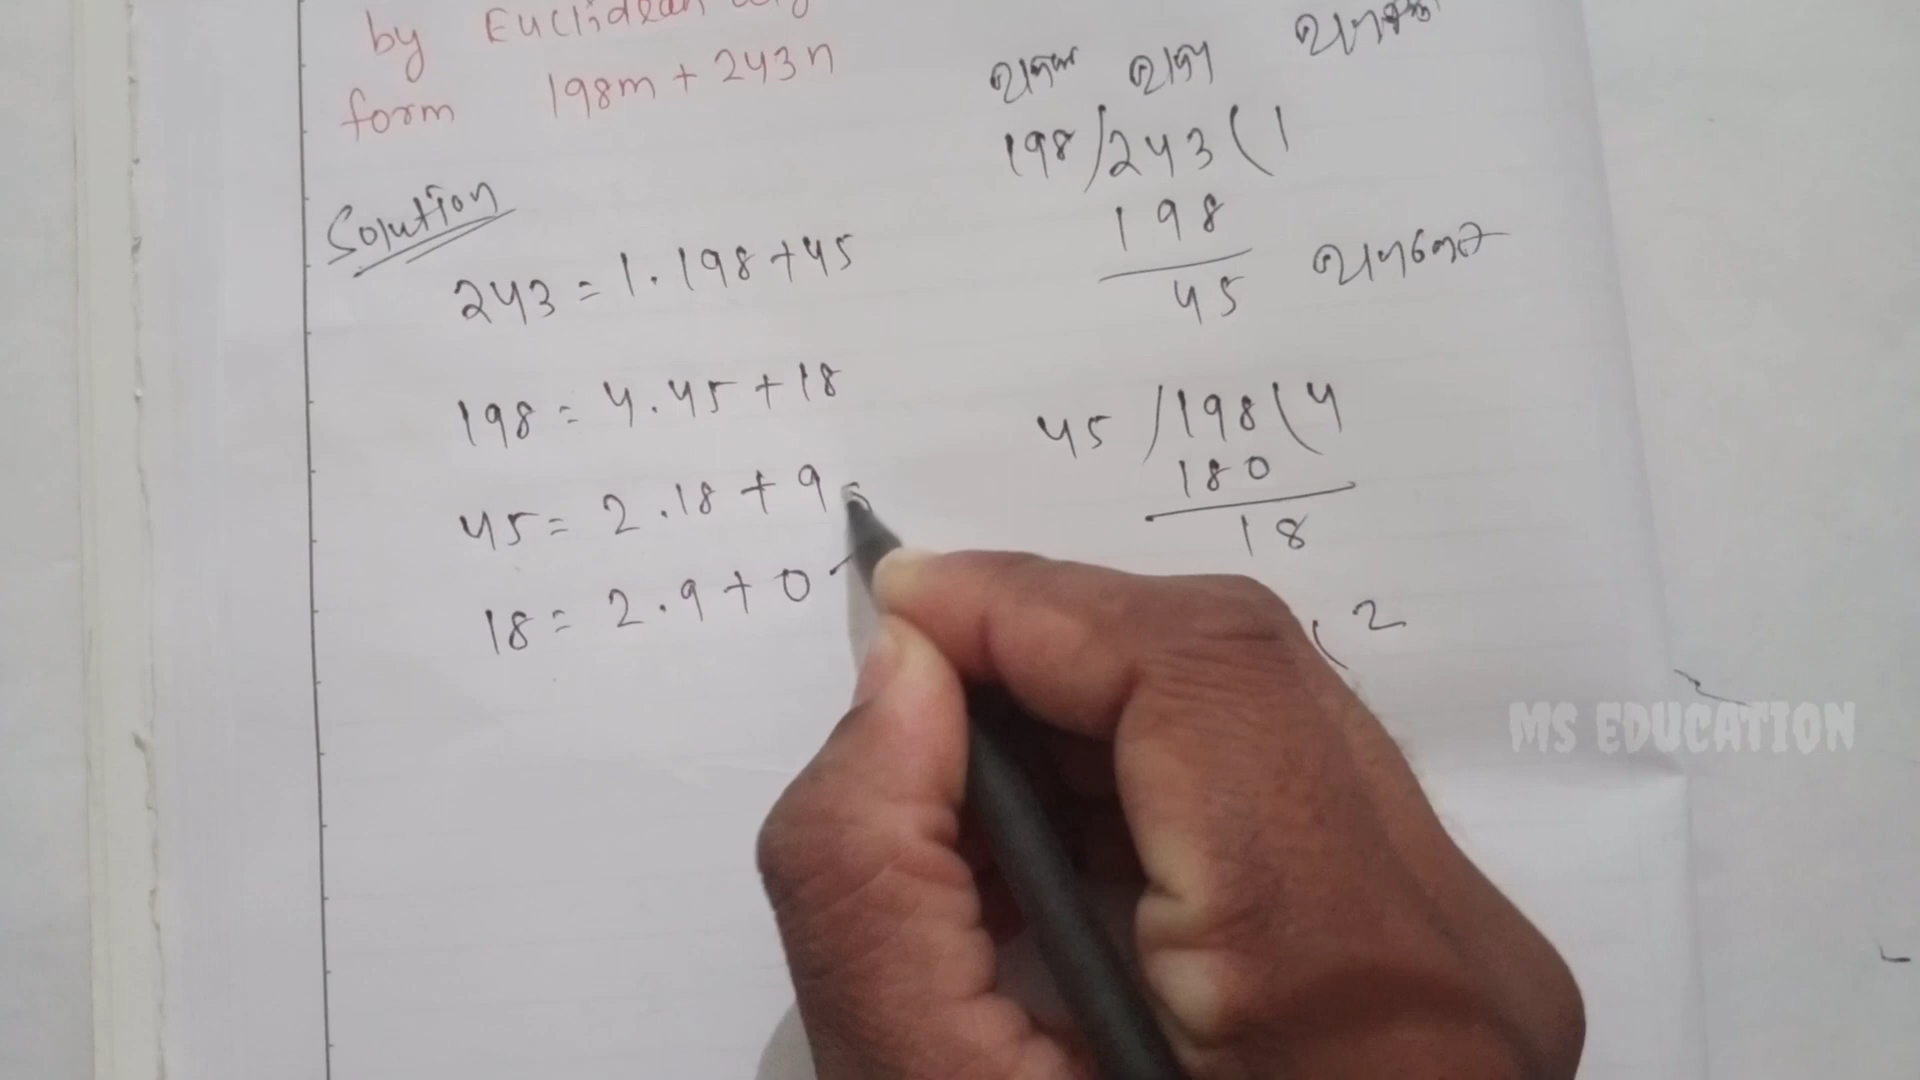 by Euclidean
form 198m + 243n
Solution
243 = 1 . 198 + 45
198 = 4 . 45 + 18
45 = 2 . 18 + 9
18 = 2 . 9 + 0
ভাজক ভাজ্য
198 ) 243 ( 1
198
45
45 ) 198 ( 4
180
18
( 2
MS EDUCATION